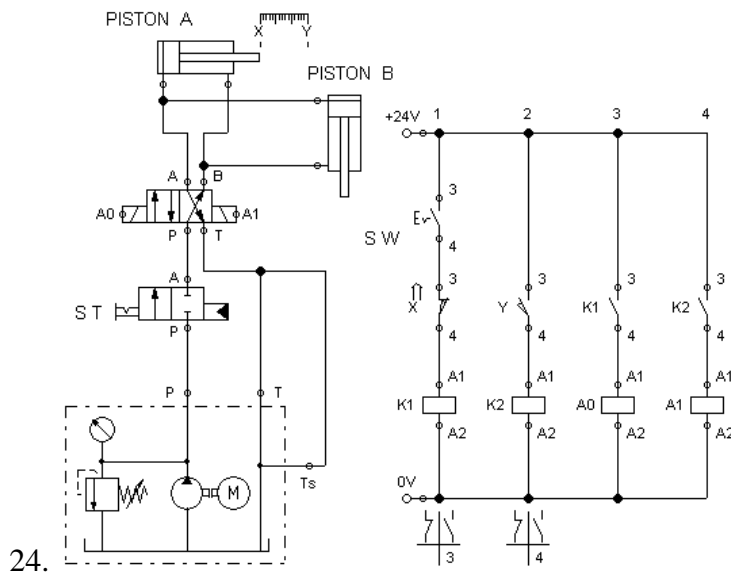 PISTON A
X Y
PISTON B
+24V 1 2 3 4
A B
A0 A1
P T
3
E
SW
4
A
ST
P
3 3 3 3
X Y K1 K2
4 4 4 4
P T
A1 A1 A1 A1
K1 K2 A0 A1
A2 A2 A2 A2
M
Ts
0V
3 4
24.